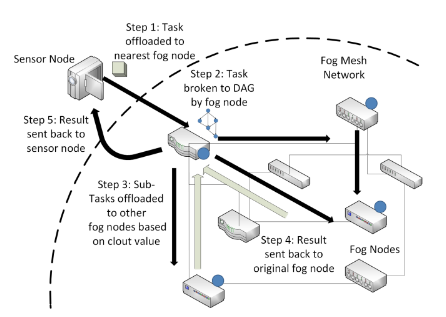 Step 1: Task
offloaded to
nearest fog node
Sensor Node
Step 2: Task
broken to DAG
by fog node
Fog Mesh
Network
Step 5: Result
sent back to
sensor node
Step 3: Sub-
Tasks offloaded
to other
fog nodes based
on clout value
Step 4: Result
sent back to
original fog node
Fog Nodes